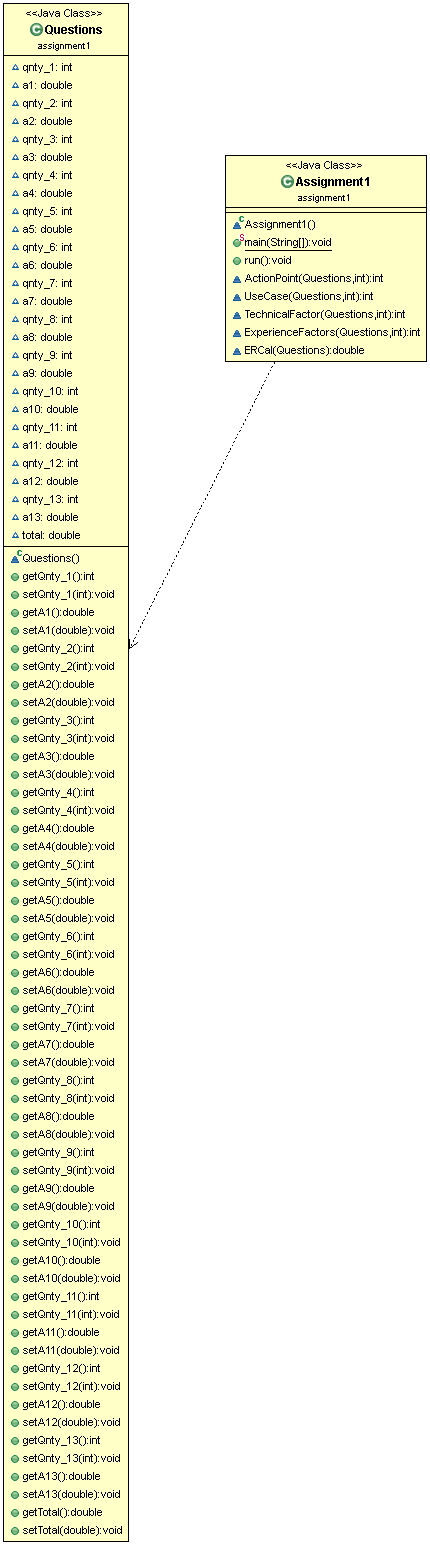 <<Java Class>>
Questions
assignment1
qnty_1: int
a1: double
qnty_2: int
a2: double
qnty_3: int
a3: double
qnty_4: int
a4: double
qnty_5: int
a5: double
qnty_6: int
a6: double
qnty_7: int
a7: double
qnty_8: int
a8: double
qnty_9: int
a9: double
qnty_10: int
a10: double
qnty_11: int
a11: double
qnty_12: int
a12: double
qnty_13: int
a13: double
total: double
Questions()
getQnty_1():int
setQnty_1(int):void
getA1():double
setA1(double):void
getQnty_2():int
setQnty_2(int):void
getA2():double
setA2(double):void
getQnty_3():int
setQnty_3(int):void
getA3():double
setA3(double):void
getQnty_4():int
setQnty_4(int):void
getA4():double
setA4(double):void
getQnty_5():int
setQnty_5(int):void
getA5():double
setA5(double):void
getQnty_6():int
setQnty_6(int):void
getA6():double
setA6(double):void
getQnty_7():int
setQnty_7(int):void
getA7():double
setA7(double):void
getQnty_8():int
setQnty_8(int):void
getA8():double
setA8(double):void
getQnty_9():int
setQnty_9(int):void
getA9():double
setA9(double):void
getQnty_10():int
setQnty_10(int):void
getA10():double
setA10(double):void
getQnty_11():int
setQnty_11(int):void
getA11():double
setA11(double):void
getQnty_12():int
setQnty_12(int):void
getA12():double
setA12(double):void
getQnty_13():int
setQnty_13(int):void
getA13():double
setA13(double):void
getTotal():double
setTotal(double):void
<<Java Class>>
Assignment1
assignment1
Assignment1()
main(String[]):void
run():void
ActionPoint(Questions,int):int
UseCase(Questions,int):int
TechnicalFactor(Questions,int):int
ExperienceFactors(Questions,int):int
ERCal(Questions):double